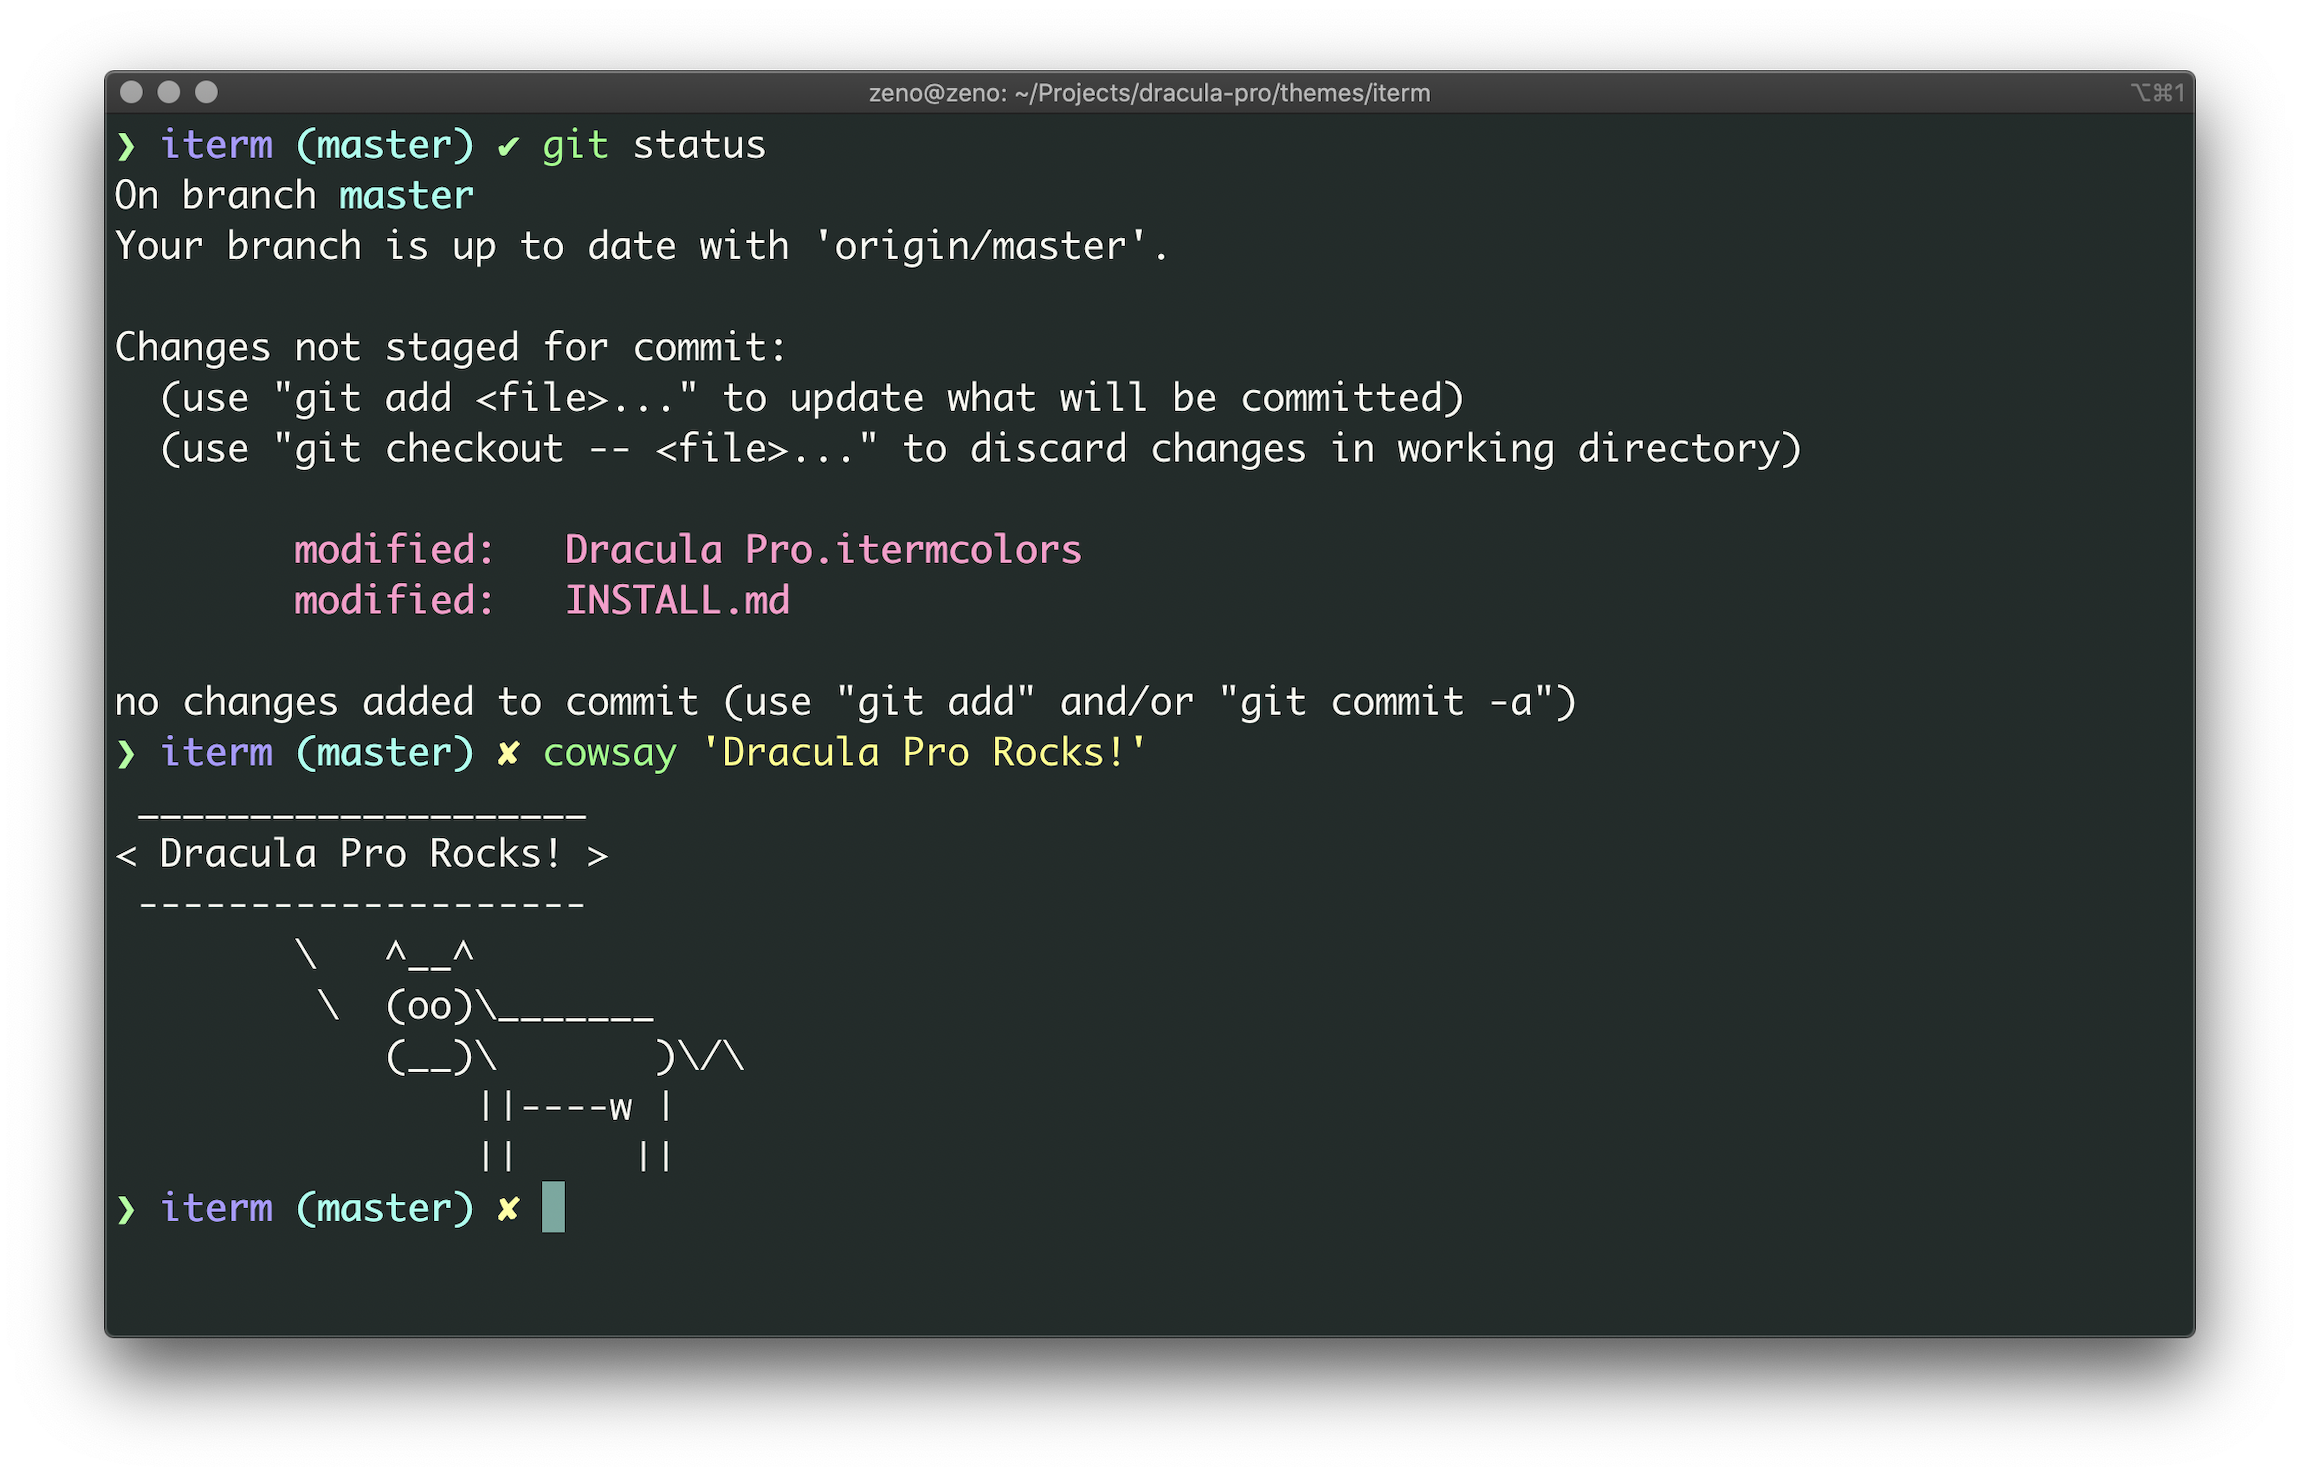 zeno@zeno: ~/Projects/dracula-pro/themes/iterm ⌥⌘1
❯ iterm (master) ✔ git status
On branch master
Your branch is up to date with 'origin/master'.

Changes not staged for commit:
  (use "git add <file>..." to update what will be committed)
  (use "git checkout -- <file>..." to discard changes in working directory)

        modified:   Dracula Pro.itermcolors
        modified:   INSTALL.md

no changes added to commit (use "git add" and/or "git commit -a")
❯ iterm (master) ✘ cowsay 'Dracula Pro Rocks!'
 ____________________
< Dracula Pro Rocks! >
 --------------------
        \   ^__^
         \  (oo)\_______
            (__)\       )\/\
                ||----w |
                ||     ||
❯ iterm (master) ✘